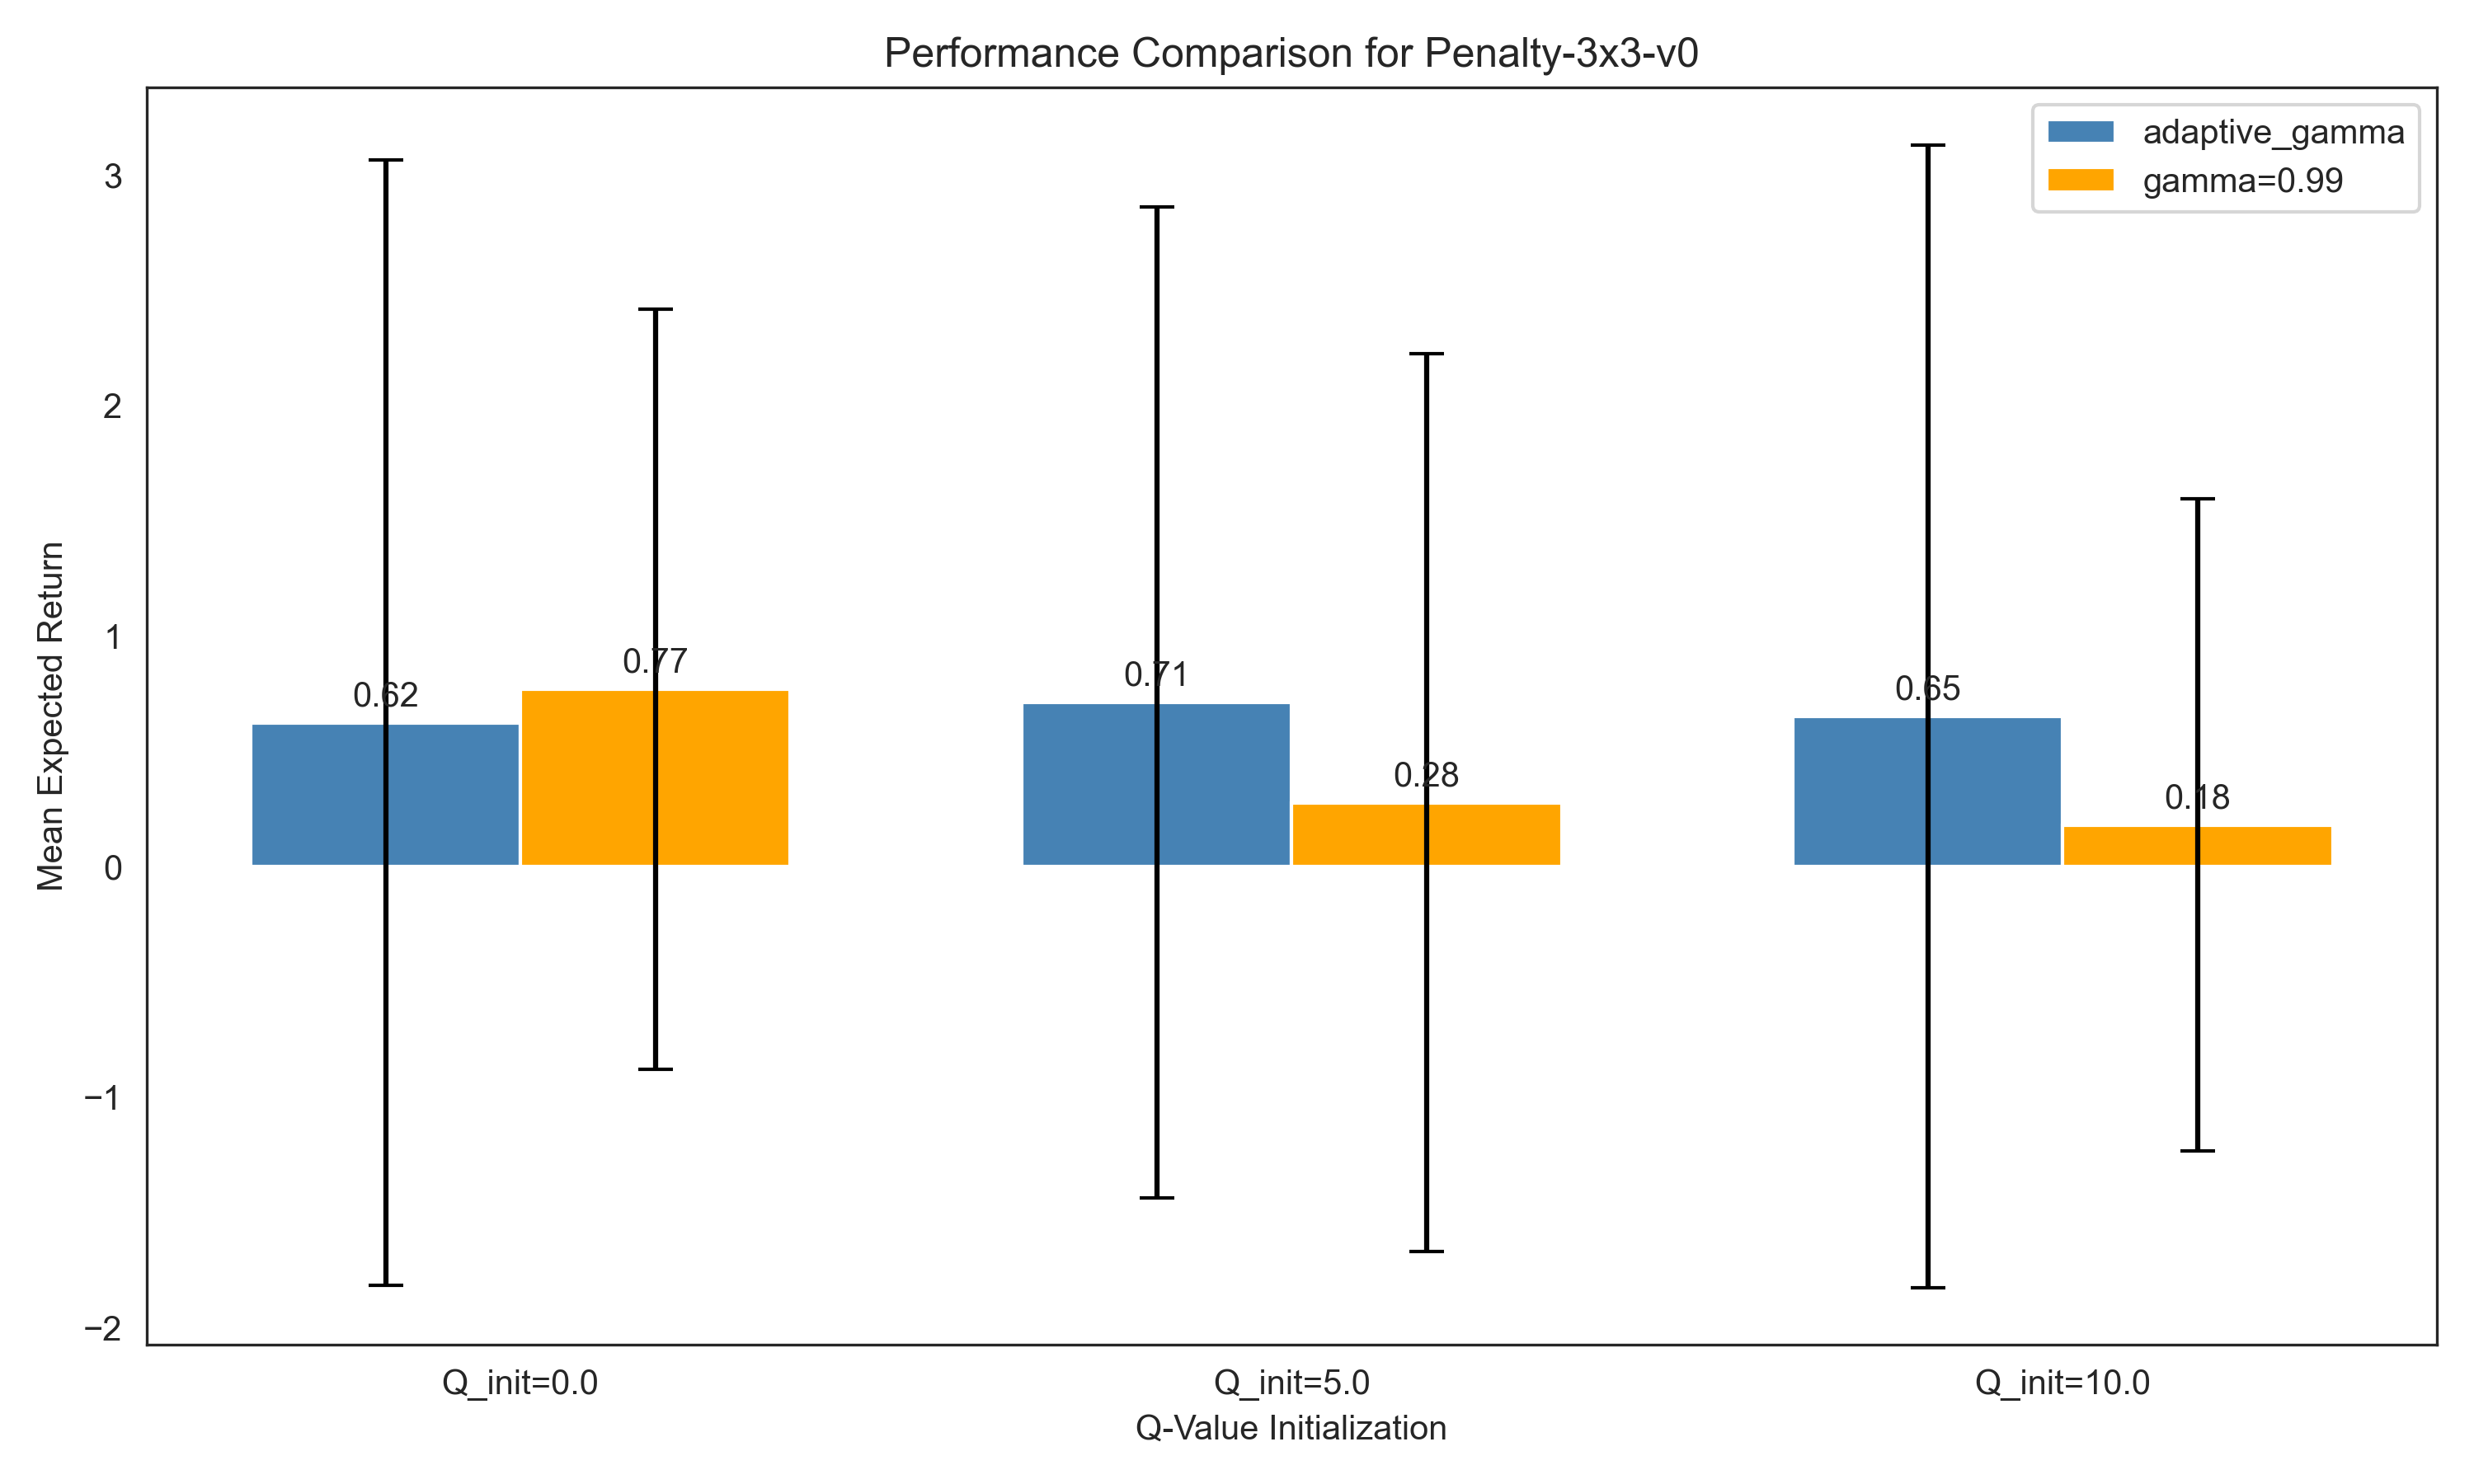 Performance Comparison for Penalty-3x3-v0
adaptive_gamma
gamma=0.99
Mean Expected Return
3
2
1
0
−1
−2
0.62
0.77
0.71
0.28
0.65
0.18
Q_init=0.0
Q_init=5.0
Q_init=10.0
Q-Value Initialization